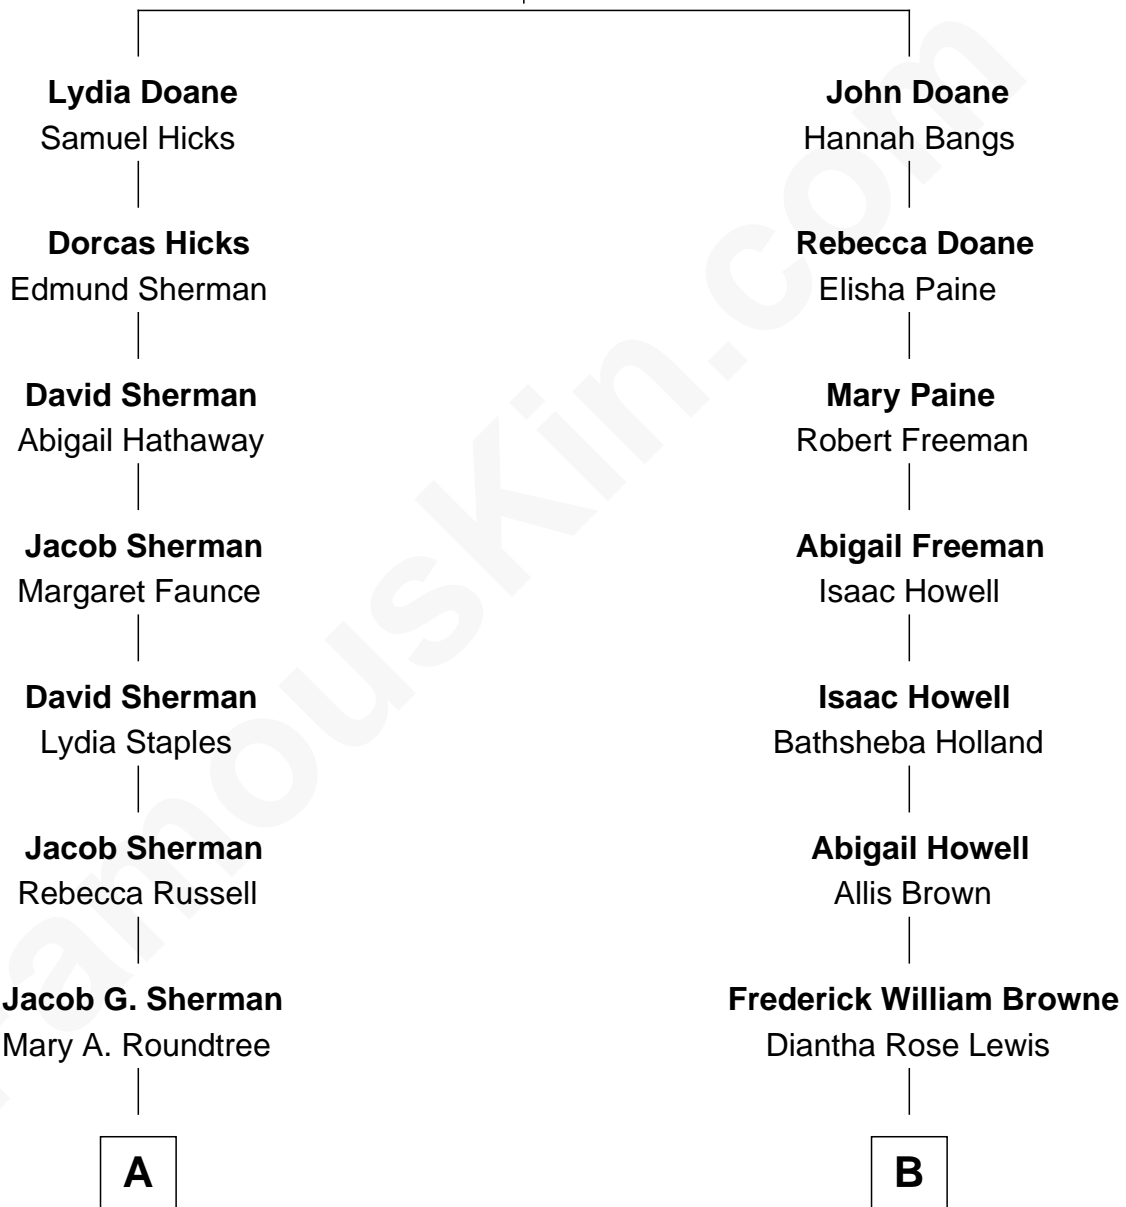 Lydia Doane
Samuel Hicks
John Doane
Hannah Bangs
Dorcas Hicks
Edmund Sherman
Rebecca Doane
Elisha Paine
David Sherman
Abigail Hathaway
Mary Paine
Robert Freeman
Jacob Sherman
Margaret Faunce
Abigail Freeman
Isaac Howell
David Sherman
Lydia Staples
Isaac Howell
Bathsheba Holland
Jacob Sherman
Rebecca Russell
Abigail Howell
Allis Brown
Jacob G. Sherman
Mary A. Roundtree
Frederick William Browne
Diantha Rose Lewis
A
B
FamousKin.com